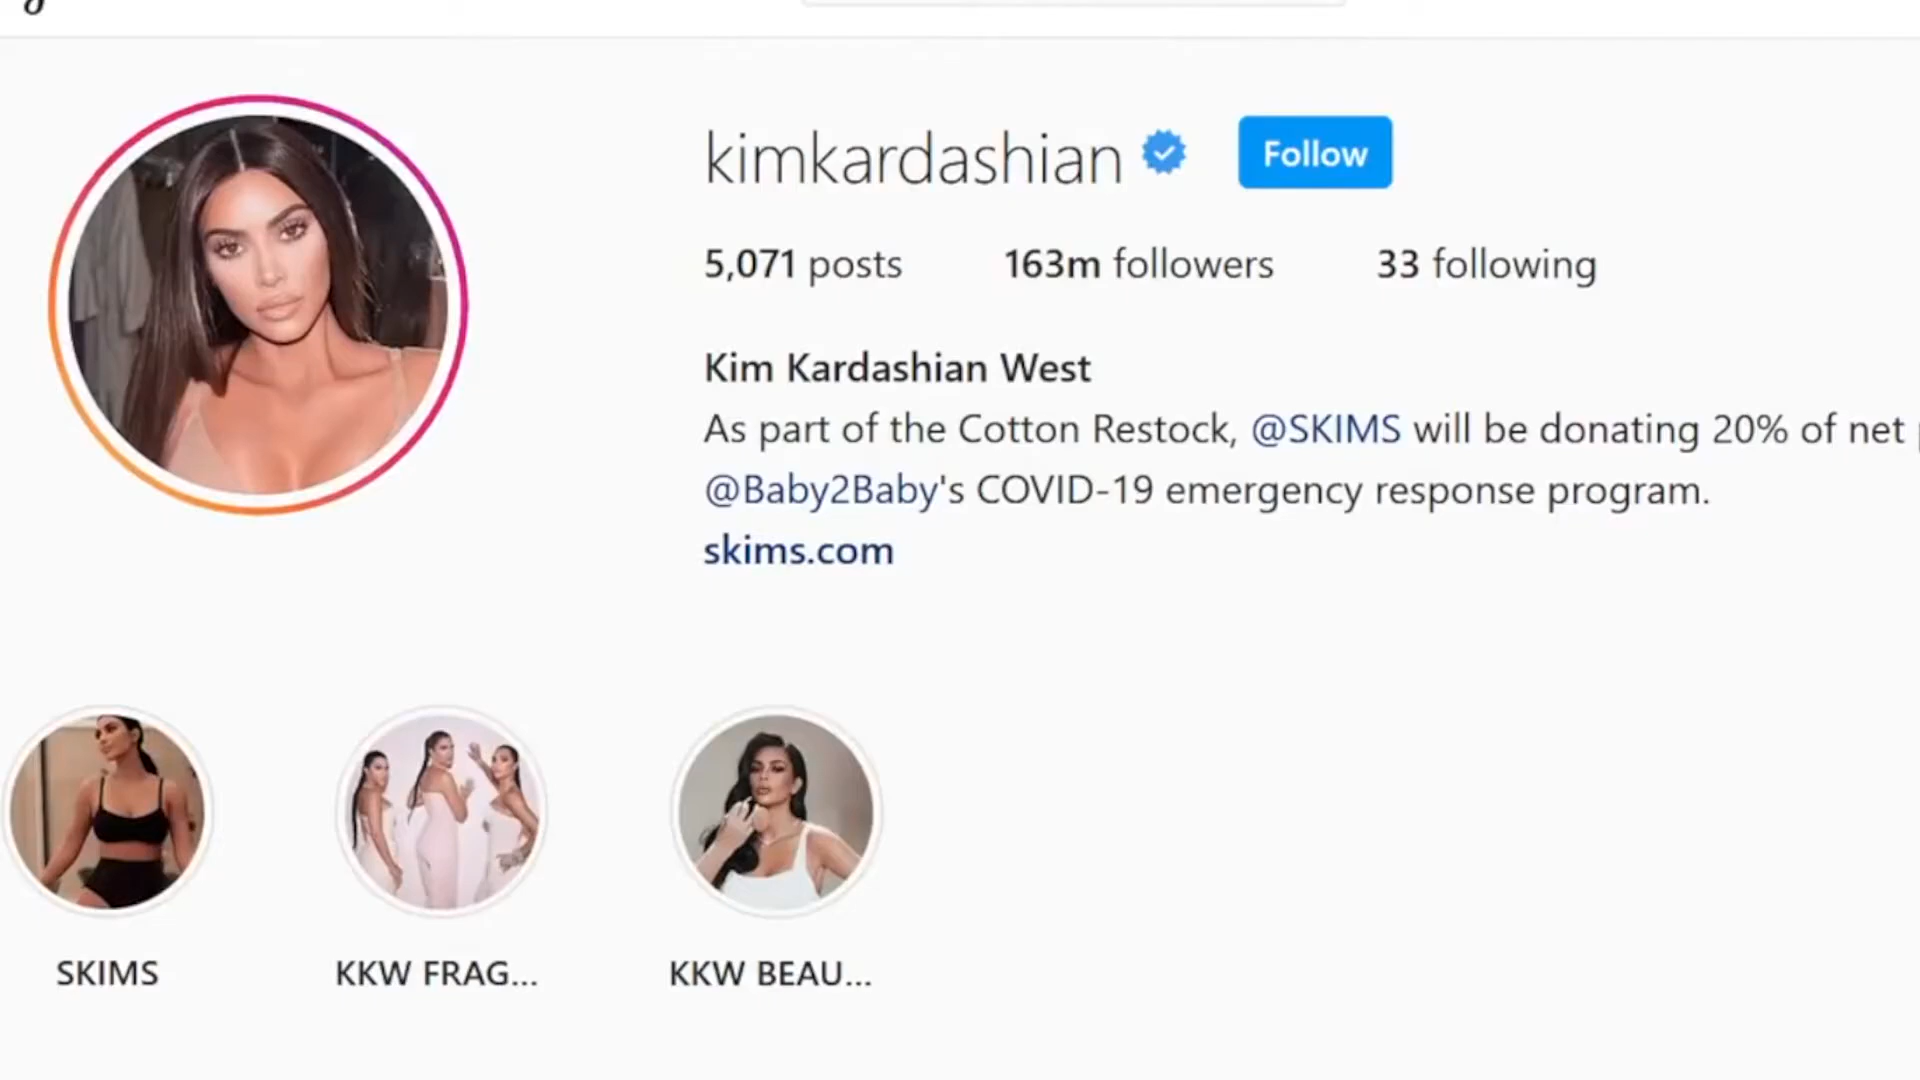 kimkardashian
Follow
5,071 posts 163m followers 33 following
Kim Kardashian West
As part of the Cotton Restock, @SKIMS will be donating 20% of net
@Baby2Baby's COVID-19 emergency response program.
skims.com
SKIMS KKW FRAG... KKW BEAU...